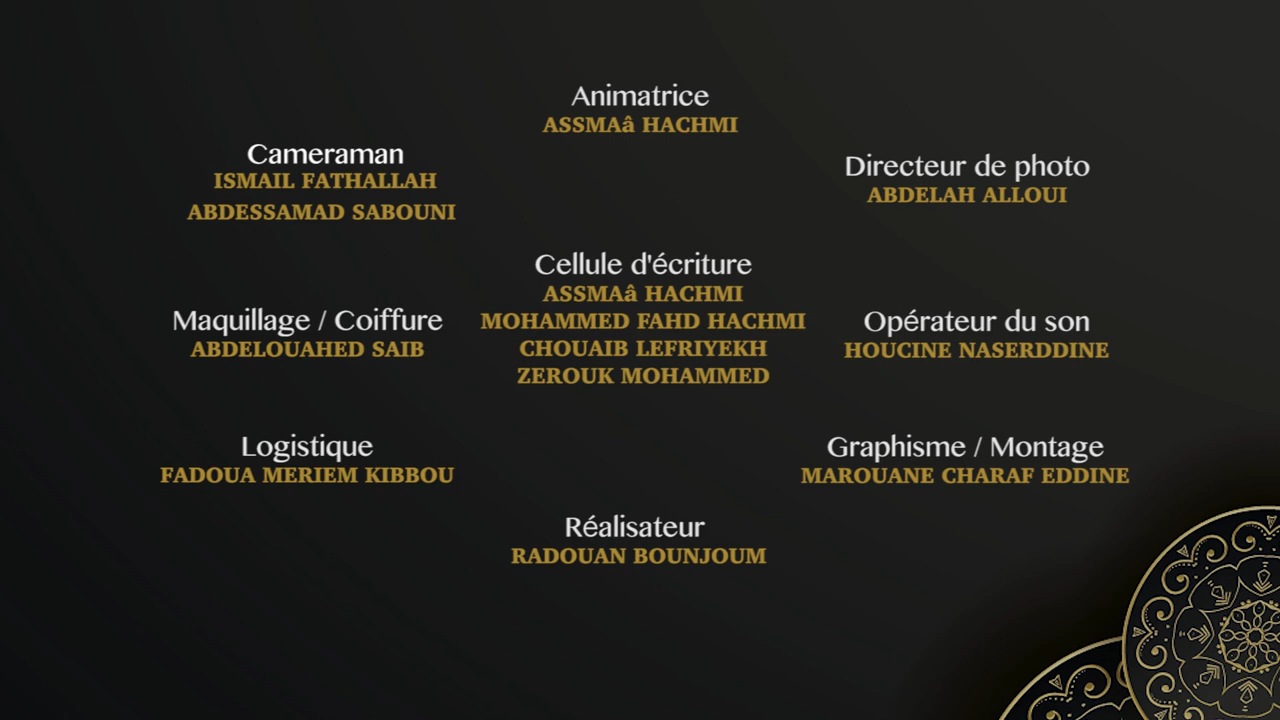 Animatrice
ASSMAâ HACHMI
Cameraman
ISMAIL FATHALLAH
ABDESSAMAD SABOUNI
Directeur de photo
ABDELAH ALLOUI
Cellule d'écriture
ASSMAâ HACHMI
MOHAMMED FAHD HACHMI
CHOUAIB LEFRIYEKH
ZEROUK MOHAMMED
Maquillage / Coiffure
ABDELOUAHED SAIB
Opérateur du son
HOUCINE NASERDDINE
Logistique
FADOUA MERIEM KIBBOU
Graphisme / Montage
MAROUANE CHARAF EDDINE
Réalisateur
RADOUAN BOUNJOUM